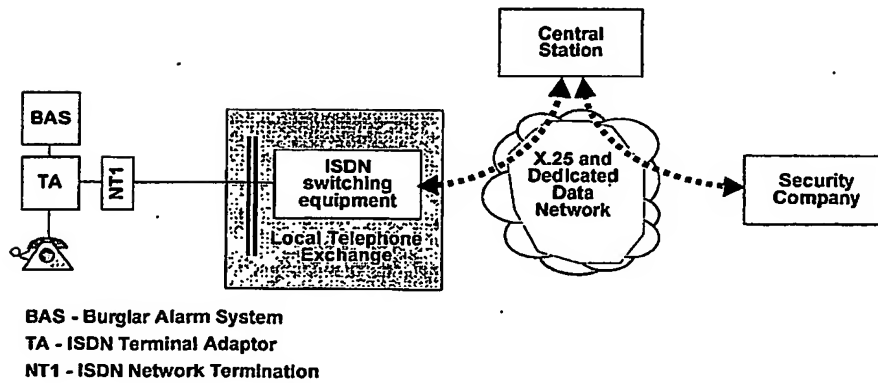 Central
Station
BAS
TA
NT1
ISDN
switching
equipment
Local Telephone
Exchange
X.25 and
Dedicated
Data
Network
Security
Company
BAS - Burglar Alarm System
TA - ISDN Terminal Adaptor
NT1 - ISDN Network Termination